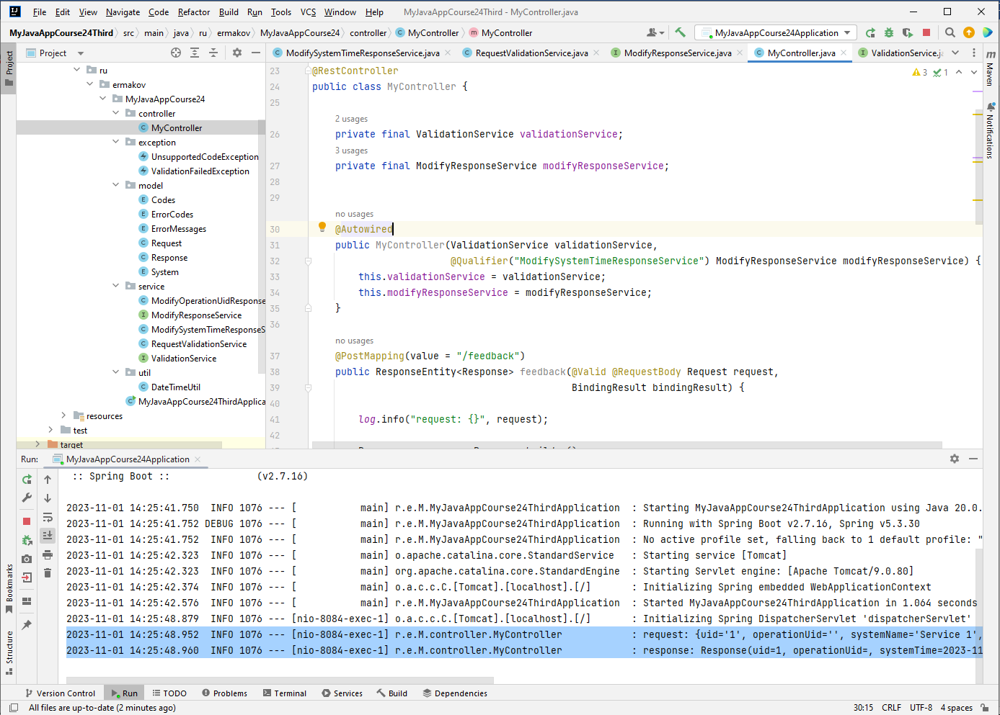 File Edit View Navigate Code Refactor Build Run Tools VCS Window Help MyJavaAppCourse24Third - MyController.java
MyJavaAppCourse24Third src main java ru ermakov MyJavaAppCourse24 controller MyController MyController MyJavaAppCourse24Application
Project ModifySystemTimeResponseService.java RequestValidationService.java ModifyResponseService.java MyController.java ValidationService.j
Project
Bookmarks
Structure
ru
ermakov
MyJavaAppCourse24
controller
MyController
exception
UnsupportedCodeException
ValidationFailedException
model
Codes
ErrorCodes
ErrorMessages
Request
Response
System
service
ModifyOperationUidResponse
ModifyResponseService
ModifySystemTimeResponseS
RequestValidationService
ValidationService
util
DateTimeUtil
MyJavaAppCourse24ThirdApplica
resources
test
target
3 1
23 @RestController
24 public class MyController {
25
2 usages
26 private final ValidationService validationService;
3 usages
27 private final ModifyResponseService modifyResponseService;
28
29
no usages
30 @Autowired
31 public MyController(ValidationService validationService,
32 @Qualifier("ModifySystemTimeResponseService") ModifyResponseService modifyResponseService) {
33 this.validationService = validationService;
34 this.modifyResponseService = modifyResponseService;
35 }
36
no usages
37 @PostMapping(value = "/feedback")
38 public ResponseEntity<Response> feedback(@Valid @RequestBody Request request,
39 BindingResult bindingResult) {
40
41 log.info("request: {}", request);
42
m
Maven
Notifications
Run: MyJavaAppCourse24Application
:: Spring Boot :: (v2.7.16)
2023-11-01 14:25:41.750 INFO 1076 --- [ main] r.e.M.MyJavaAppCourse24ThirdApplication : Starting MyJavaAppCourse24ThirdApplication using Java 20.0.
2023-11-01 14:25:41.752 DEBUG 1076 --- [ main] r.e.M.MyJavaAppCourse24ThirdApplication : Running with Spring Boot v2.7.16, Spring v5.3.30
2023-11-01 14:25:41.752 INFO 1076 --- [ main] r.e.M.MyJavaAppCourse24ThirdApplication : No active profile set, falling back to 1 default profile: "
2023-11-01 14:25:42.323 INFO 1076 --- [ main] o.apache.catalina.core.StandardService : Starting service [Tomcat]
2023-11-01 14:25:42.323 INFO 1076 --- [ main] org.apache.catalina.core.StandardEngine : Starting Servlet engine: [Apache Tomcat/9.0.80]
2023-11-01 14:25:42.374 INFO 1076 --- [ main] o.a.c.c.C.[Tomcat].[localhost].[/] : Initializing Spring embedded WebApplicationContext
2023-11-01 14:25:42.576 INFO 1076 --- [ main] r.e.M.MyJavaAppCourse24ThirdApplication : Started MyJavaAppCourse24ThirdApplication in 1.064 seconds
2023-11-01 14:25:48.879 INFO 1076 --- [nio-8084-exec-1] o.a.c.c.C.[Tomcat].[localhost].[/] : Initializing Spring DispatcherServlet 'dispatcherServlet'
2023-11-01 14:25:48.952 INFO 1076 --- [nio-8084-exec-1] r.e.M.controller.MyController : request: {uid='1', operationUid='', systemName='Service 1',
2023-11-01 14:25:48.960 INFO 1076 --- [nio-8084-exec-1] r.e.M.controller.MyController : response: Response(uid=1, operationUid=, systemTime=2023-11
Version Control Run TODO Problems Terminal Services Build Dependencies
All files are up-to-date (2 minutes ago) 30:15 CRLF UTF-8 4 spaces